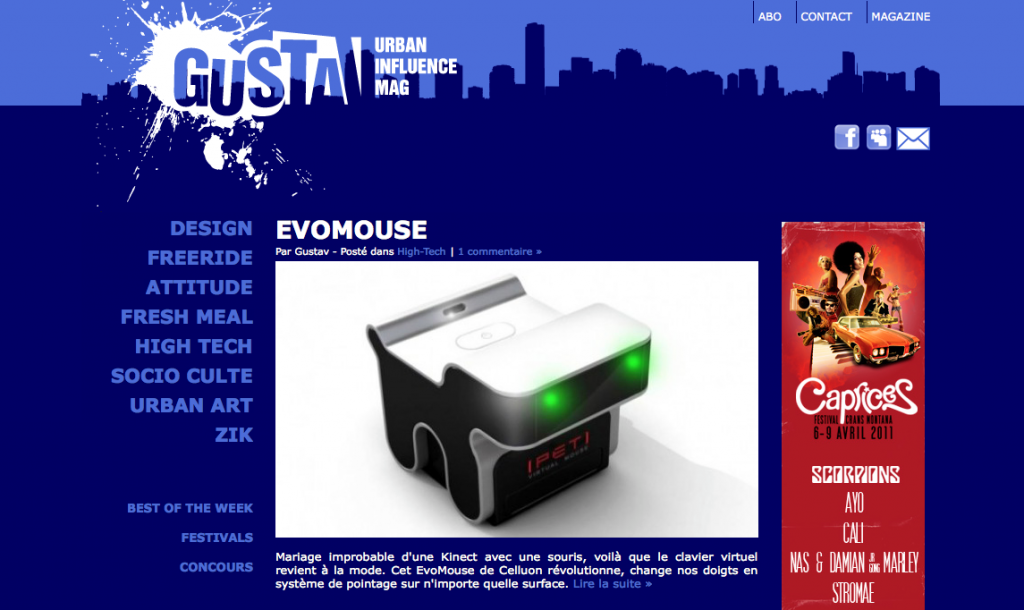 ABO
CONTACT
MAGAZINE
GUSTAV
URBAN
INFLUENCE
MAG
DESIGN
FREERIDE
ATTITUDE
FRESH MEAL
HIGH TECH
SOCIO CULTE
URBAN ART
ZIK
BEST OF THE WEEK
FESTIVALS
CONCOURS
EVOMOUSE
Par Gustav - Posté dans High-Tech | 1 commentaire »
IPETI
VIRTUAL MOUSE
Mariage improbable d'une Kinect avec une souris, voilà que le clavier virtuel
revient à la mode. Cet EvoMouse de Celluon révolutionne, change nos doigts en
système de pointage sur n'importe quelle surface. Lire la suite »
Caprices
FESTIVAL CRANS MONTANA
6-9 AVRIL 2011
SCORPIONS
AYO
CALI
NAS & DAMIAN JR GONG MARLEY
STROMAE